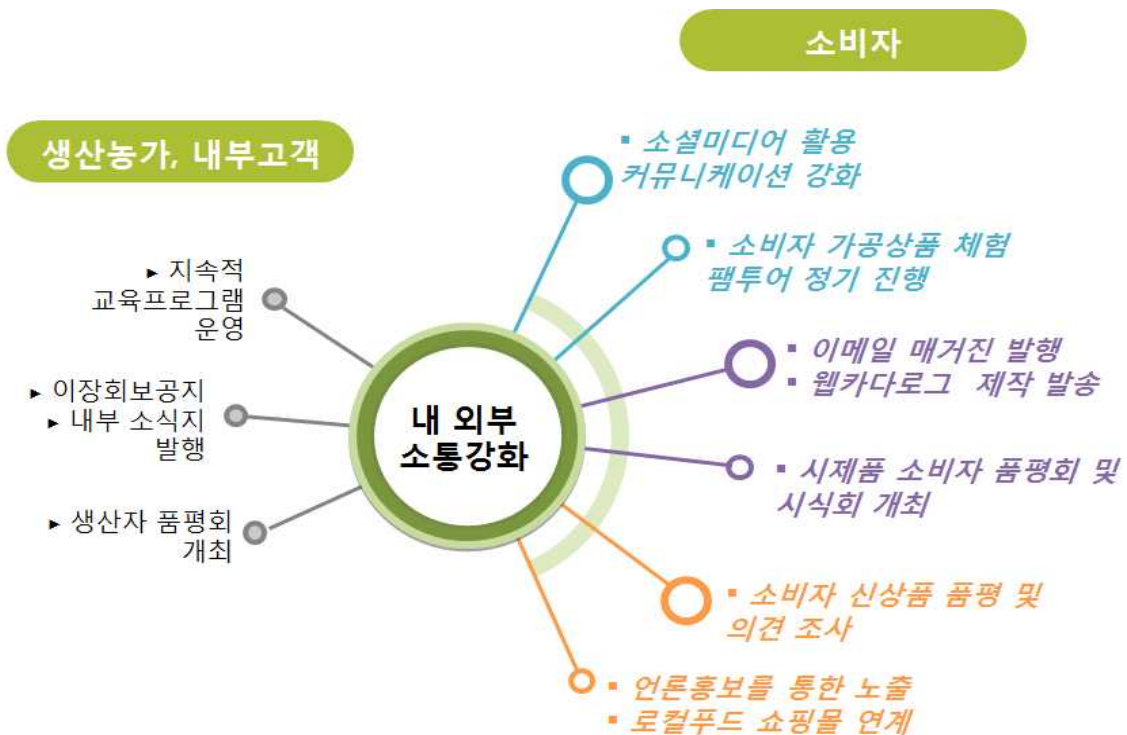 소비자
생산농가, 내부고객
▪ 소셜미디어 활용
커뮤니케이션 강화
▪ 소비자 가공상품 체험
팸투어 정기 진행
▪ 이메일 매거진 발행
▪ 웹카다로그 제작 발송
▪ 시제품 소비자 품평회 및
시식회 개최
▪ 소비자 신상품 품평 및
의견 조사
▪ 언론홍보를 통한 노출
▪ 로컬푸드 쇼핑몰 연계
내 외부
소통강화
▸ 지속적
교육프로그램
운영
▸ 이장회보공지
▸ 내부 소식지
발행
▸ 생산자 품평회
개최